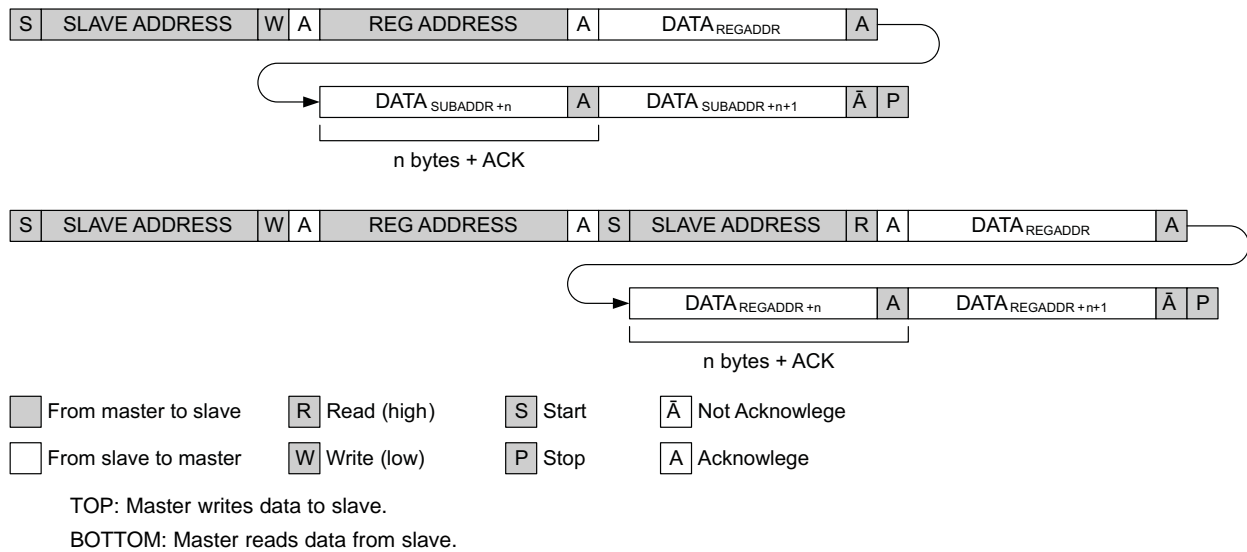 S SLAVE ADDRESS W A REG ADDRESS A DATA REGADDR A
DATA SUBADDR +n A DATA SUBADDR +n+1 Ā P
n bytes + ACK
S SLAVE ADDRESS W A REG ADDRESS A S SLAVE ADDRESS R A DATA REGADDR A
DATA REGADDR +n A DATA REGADDR +n+1 Ā P
n bytes + ACK
From master to slave R Read (high) S Start Ā Not Acknowlege
From slave to master W Write (low) P Stop A Acknowlege
TOP: Master writes data to slave.
BOTTOM: Master reads data from slave.